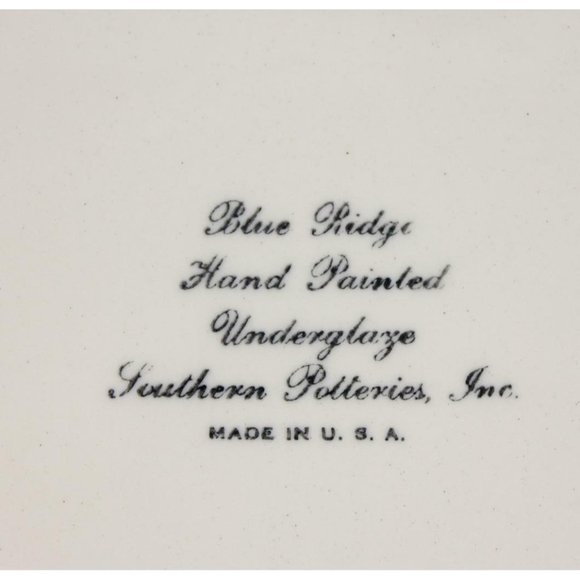 Blue Ridge
Hand Painted
Underglaze
Southern Potteries, Inc.
MADE IN U. S. A.